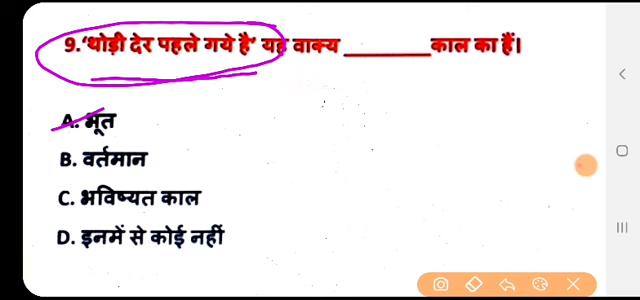 9.'थोड़ी देर पहले गये है' यह वाक्य ________ काल का हैं।
A. भूत
B. वर्तमान
C. भविष्यत काल
D. इनमें से कोई नहीं